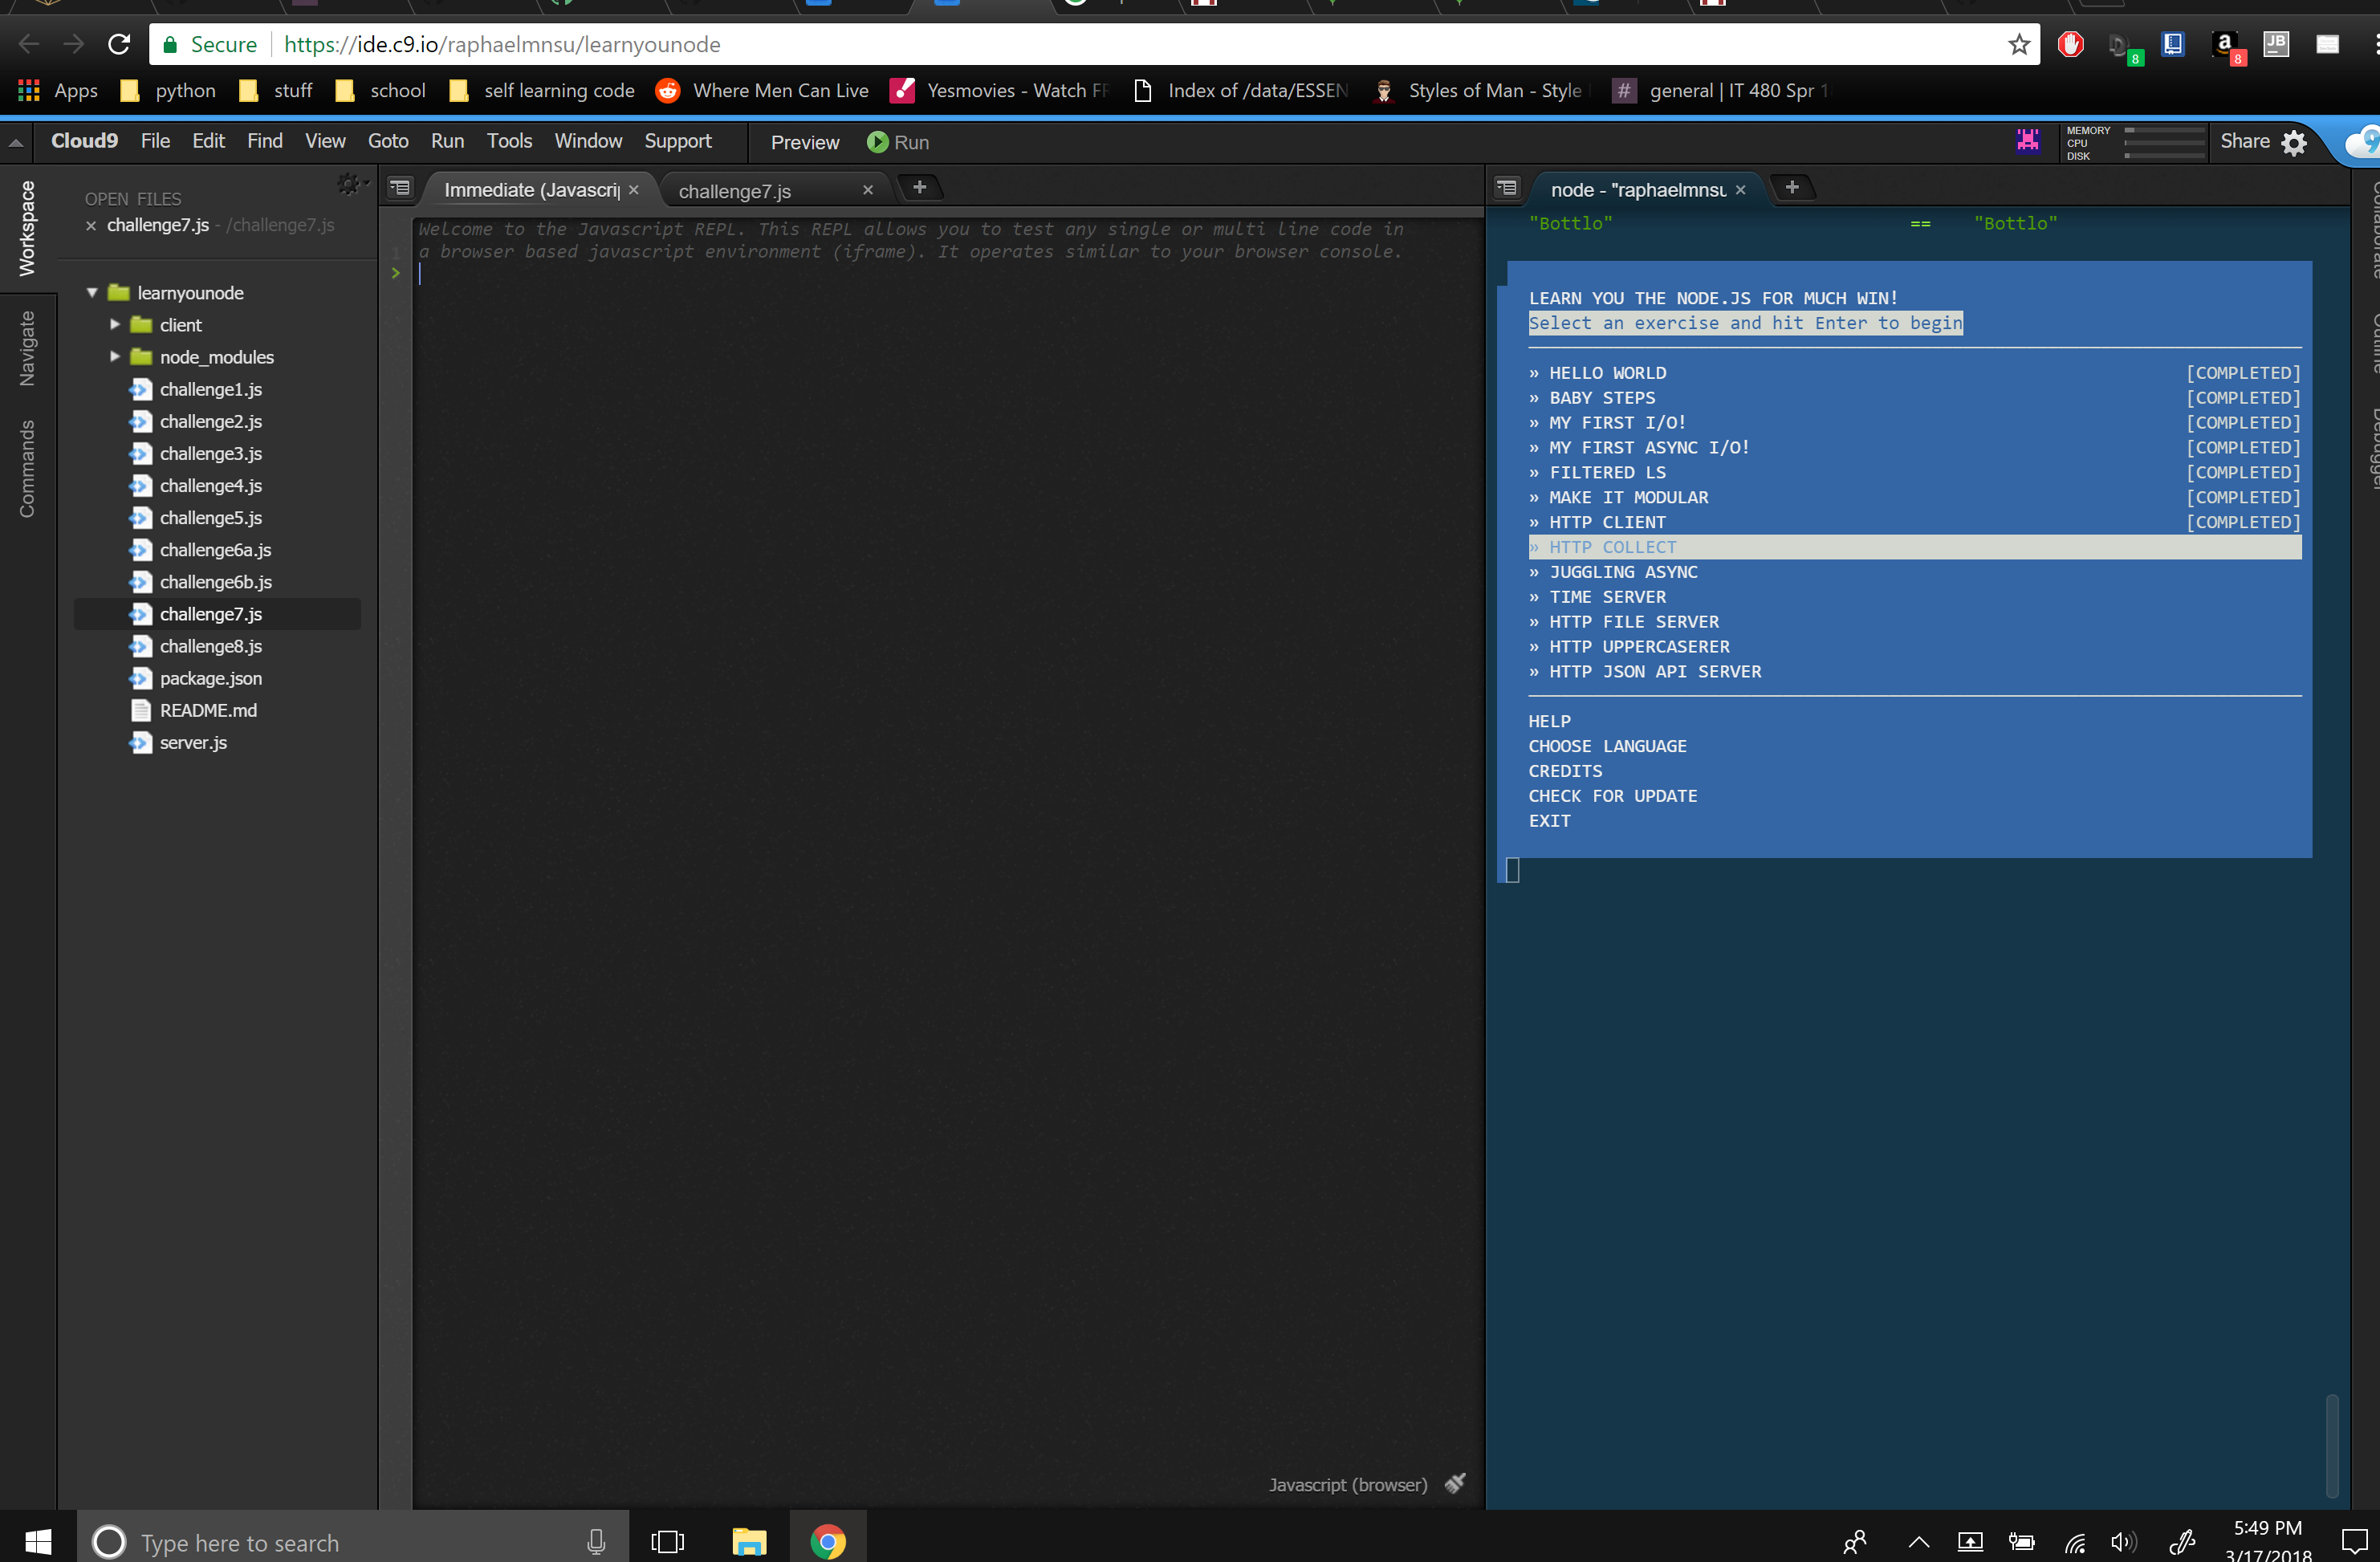 Secure https://ide.c9.io/raphaelmnsu/learnyounode
8
8
JB
Apps python stuff school self learning code Where Men Can Live Yesmovies - Watch FR Index of /data/ESSEN Styles of Man - Style # general | IT 480 Spr 1
Cloud9 File Edit Find View Goto Run Tools Window Support Preview Run
MEMORY
CPU
DISK
Share
Workspace
Navigate
Commands
OPEN FILES
challenge7.js - /challenge7.js
learnyounode
client
node_modules
challenge1.js
challenge2.js
challenge3.js
challenge4.js
challenge5.js
challenge6a.js
challenge6b.js
challenge7.js
challenge8.js
package.json
README.md
server.js
Immediate (Javascrip
challenge7.js
1
Welcome to the Javascript REPL. This REPL allows you to test any single or multi line code in
a browser based javascript environment (iframe). It operates similar to your browser console.
>
Javascript (browser)
node - "raphaelmnsu
"Bottlo" == "Bottlo"
LEARN YOU THE NODE.JS FOR MUCH WIN!
Select an exercise and hit Enter to begin
» HELLO WORLD [COMPLETED]
» BABY STEPS [COMPLETED]
» MY FIRST I/O! [COMPLETED]
» MY FIRST ASYNC I/O! [COMPLETED]
» FILTERED LS [COMPLETED]
» MAKE IT MODULAR [COMPLETED]
» HTTP CLIENT [COMPLETED]
» HTTP COLLECT
» JUGGLING ASYNC
» TIME SERVER
» HTTP FILE SERVER
» HTTP UPPERCASERER
» HTTP JSON API SERVER
HELP
CHOOSE LANGUAGE
CREDITS
CHECK FOR UPDATE
EXIT
Type here to search
5:49 PM
3/17/2018